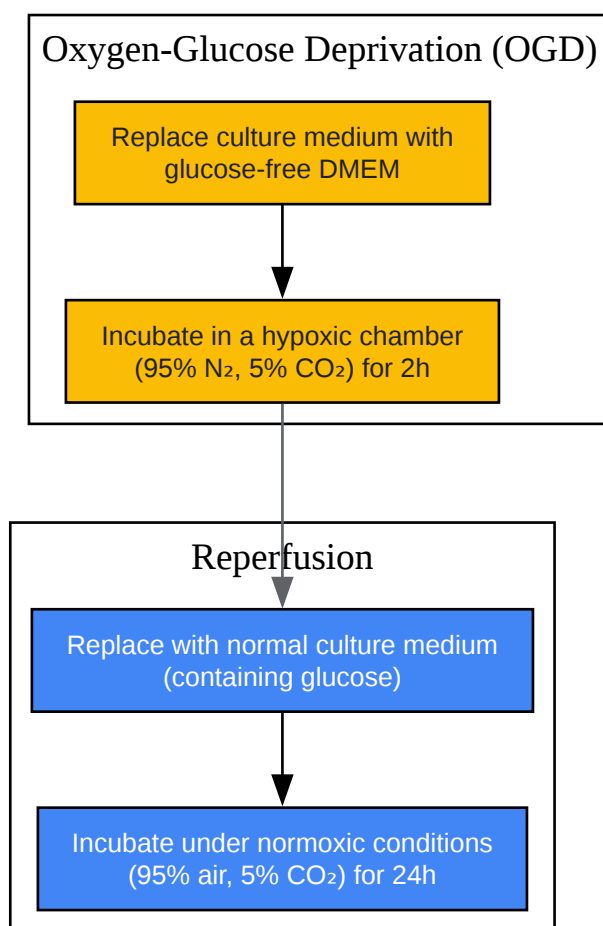 Oxygen-Glucose Deprivation (OGD)
Replace culture medium with
glucose-free DMEM
Incubate in a hypoxic chamber
(95% N₂, 5% CO₂) for 2h
Reperfusion
Replace with normal culture medium
(containing glucose)
Incubate under normoxic conditions
(95% air, 5% CO₂) for 24h